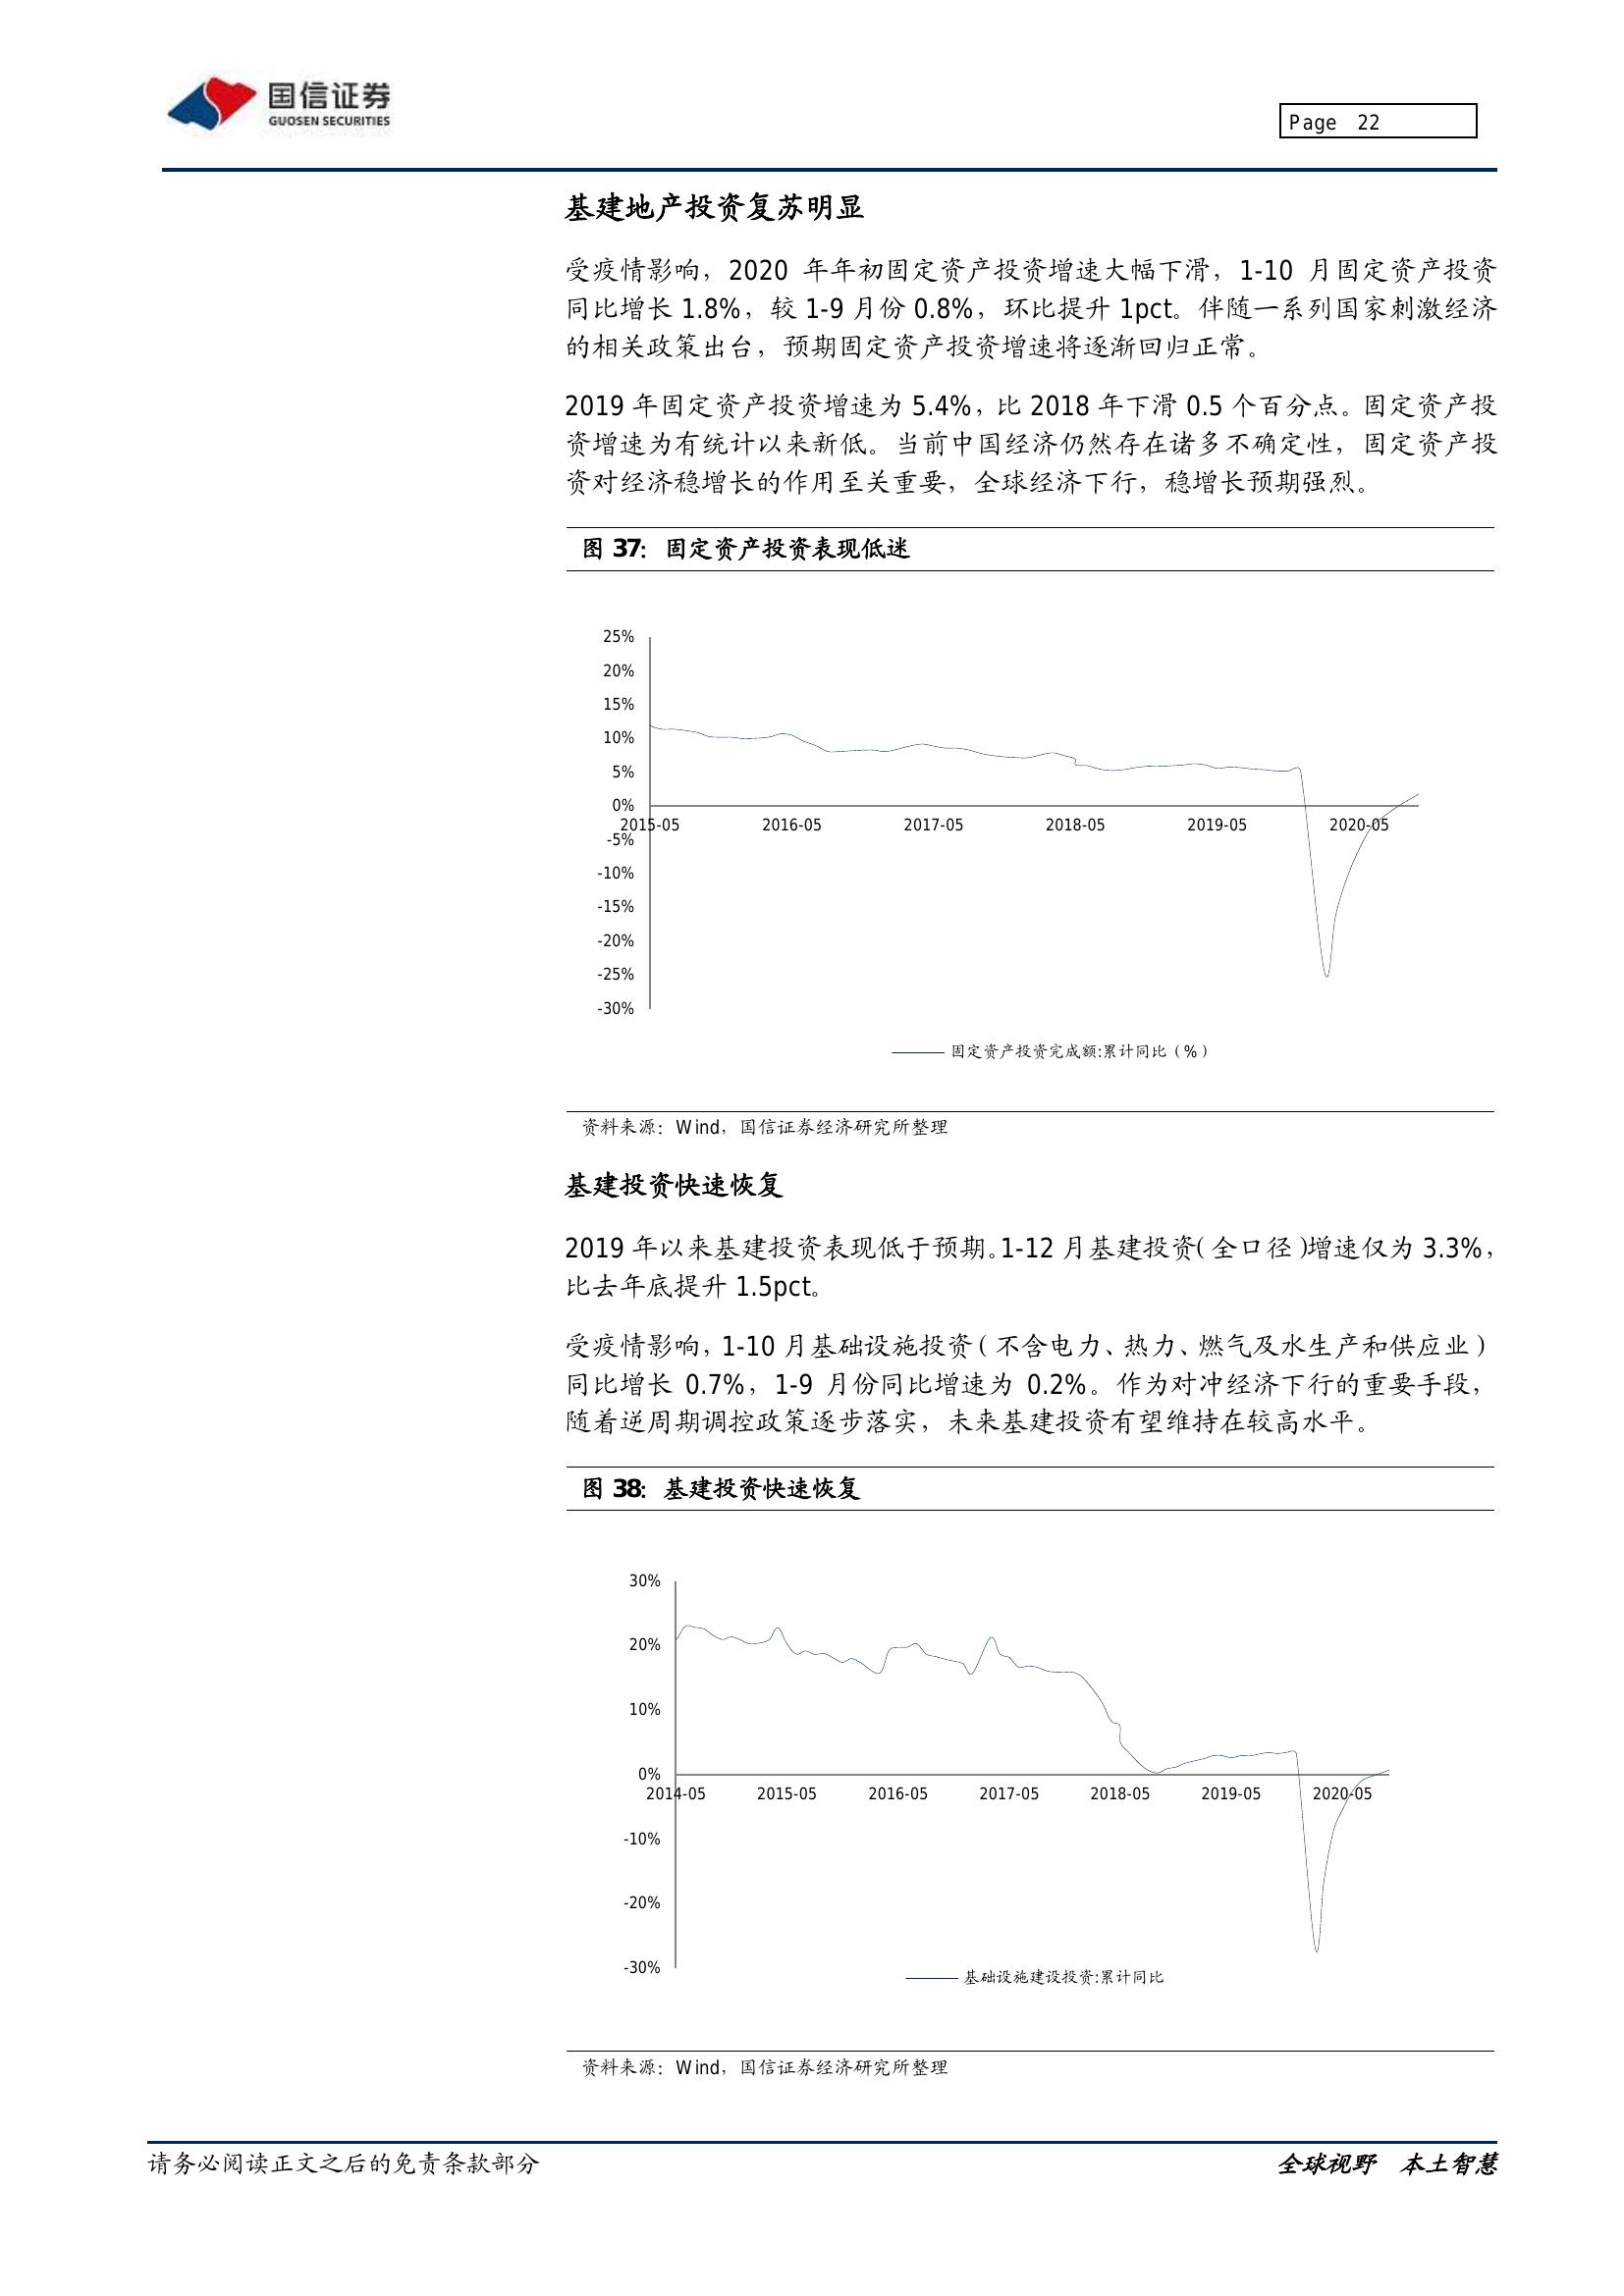 国信证券
GUOSEN SECURITIES
Page 22
基建地产投资复苏明显
受疫情影响，2020 年年初固定资产投资增速大幅下滑，1-10 月固定资产投资
同比增长 1.8%，较 1-9 月份 0.8%，环比提升 1pct。伴随一系列国家刺激经济
的相关政策出台，预期固定资产投资增速将逐渐回归正常。
2019 年固定资产投资增速为 5.4%，比 2018 年下滑 0.5 个百分点。固定资产投
资增速为有统计以来新低。当前中国经济仍然存在诸多不确定性，固定资产投
资对经济稳增长的作用至关重要，全球经济下行，稳增长预期强烈。
图 37：固定资产投资表现低迷
25%
20%
15%
10%
5%
0%
2015-05 2016-05 2017-05 2018-05 2019-05 2020-05
-5%
-10%
-15%
-20%
-25%
-30%
固定资产投资完成额:累计同比（%）
资料来源：Wind，国信证券经济研究所整理
基建投资快速恢复
2019 年以来基建投资表现低于预期。1-12 月基建投资（全口径）增速仅为 3.3%，
比去年底提升 1.5pct。
受疫情影响，1-10 月基础设施投资（不含电力、热力、燃气及水生产和供应业）
同比增长 0.7%，1-9 月份同比增速为 0.2%。作为对冲经济下行的重要手段，
随着逆周期调控政策逐步落实，未来基建投资有望维持在较高水平。
图 38：基建投资快速恢复
30%
20%
10%
0%
2014-05 2015-05 2016-05 2017-05 2018-05 2019-05 2020-05
-10%
-20%
-30%
基础设施建设投资:累计同比
资料来源：Wind，国信证券经济研究所整理
请务必阅读正文之后的免责条款部分
全球视野 本土智慧